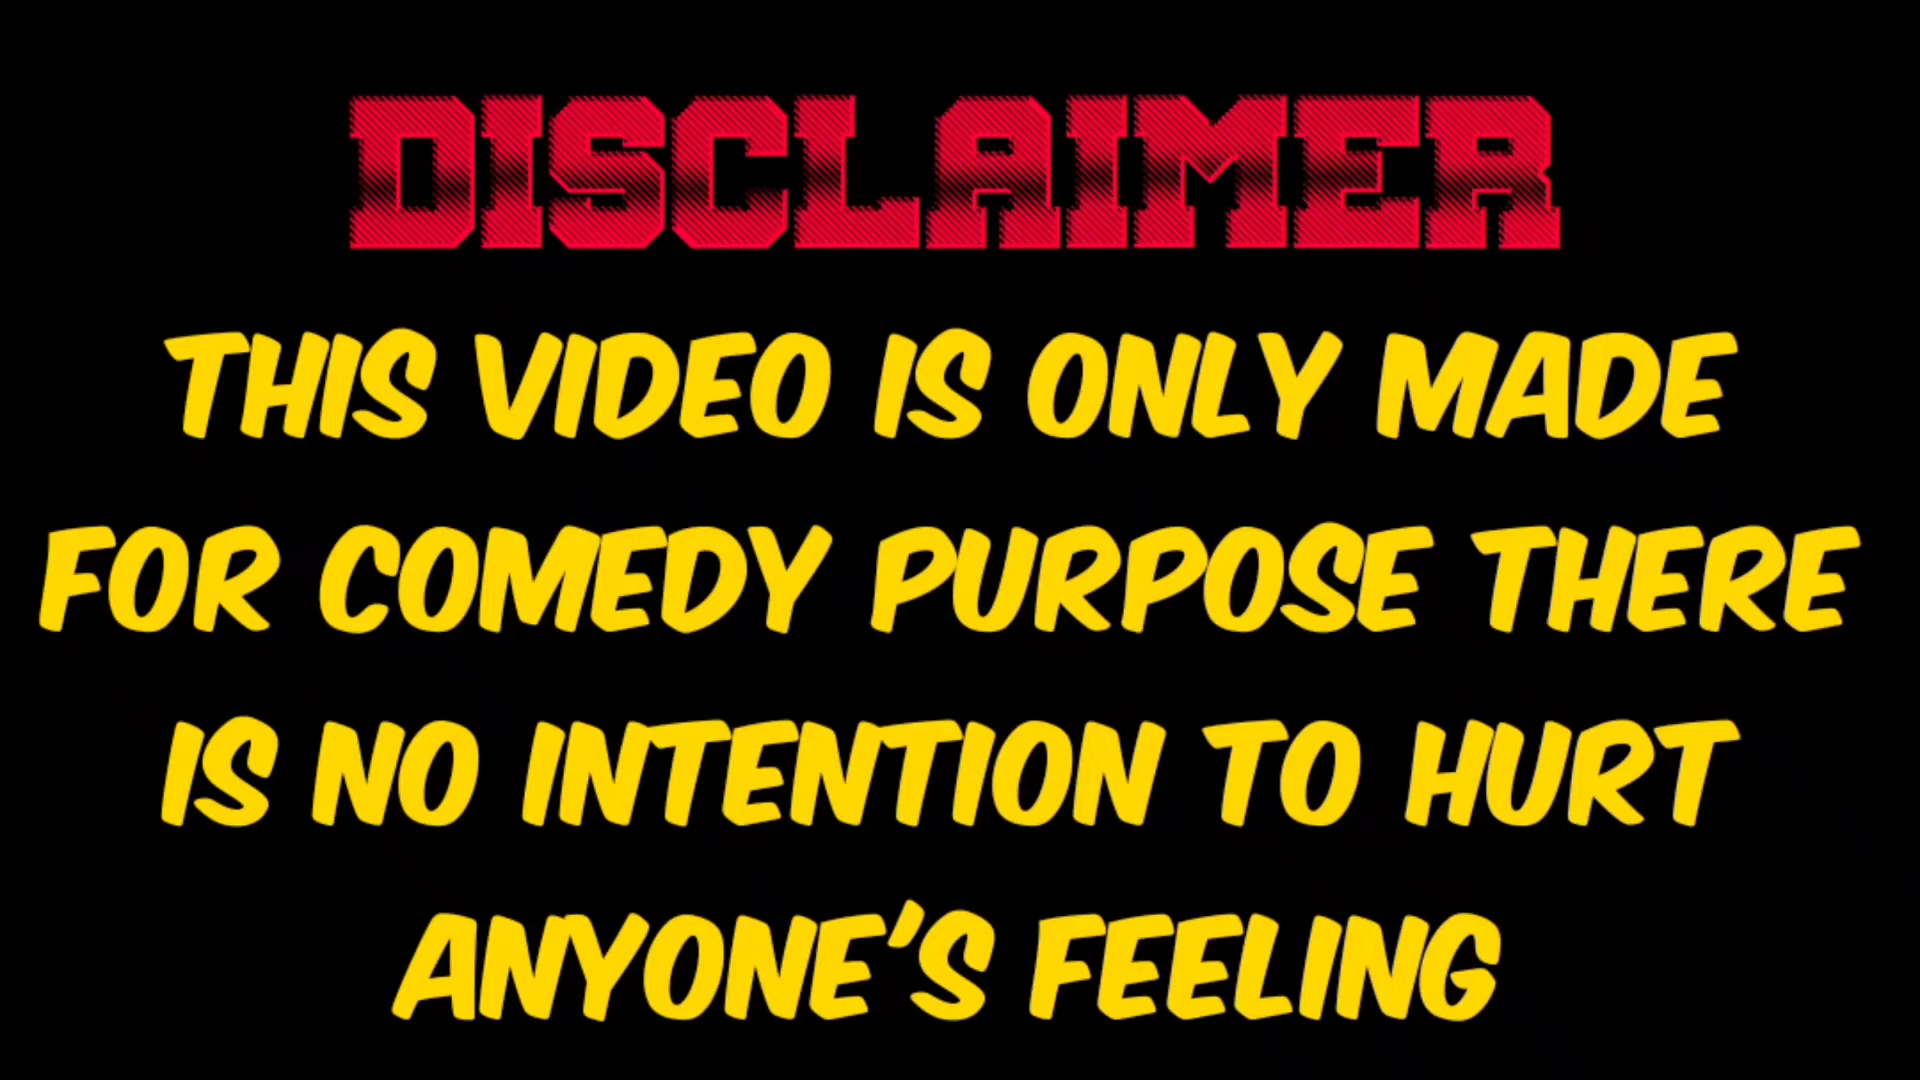 DISCLAIMER
THIS VIDEO IS ONLY MADE
FOR COMEDY PURPOSE THERE
IS NO INTENTION TO HURT
ANYONE'S FEELING